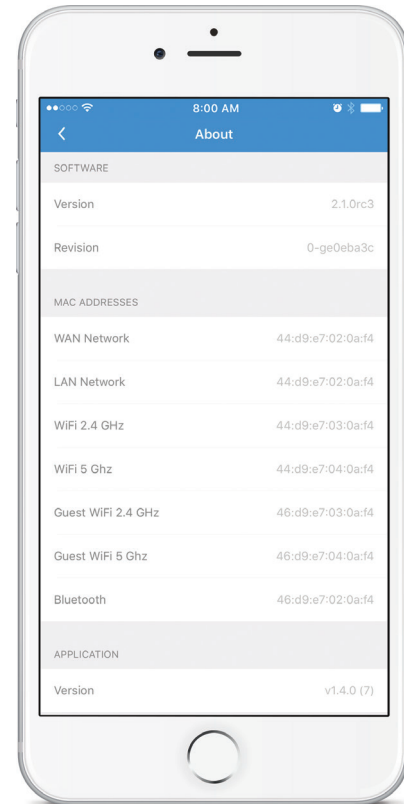 8:00 AM
About
SOFTWARE
Version 2.1.0rc3
Revision 0-ge0eba3c
MAC ADDRESSES
WAN Network 44:d9:e7:02:0a:f4
LAN Network 44:d9:e7:02:0a:f4
WiFi 2.4 GHz 44:d9:e7:03:0a:f4
WiFi 5 Ghz 44:d9:e7:04:0a:f4
Guest WiFi 2.4 GHz 46:d9:e7:03:0a:f4
Guest WiFi 5 Ghz 46:d9:e7:04:0a:f4
Bluetooth 46:d9:e7:02:0a:f4
APPLICATION
Version v1.4.0 (7)